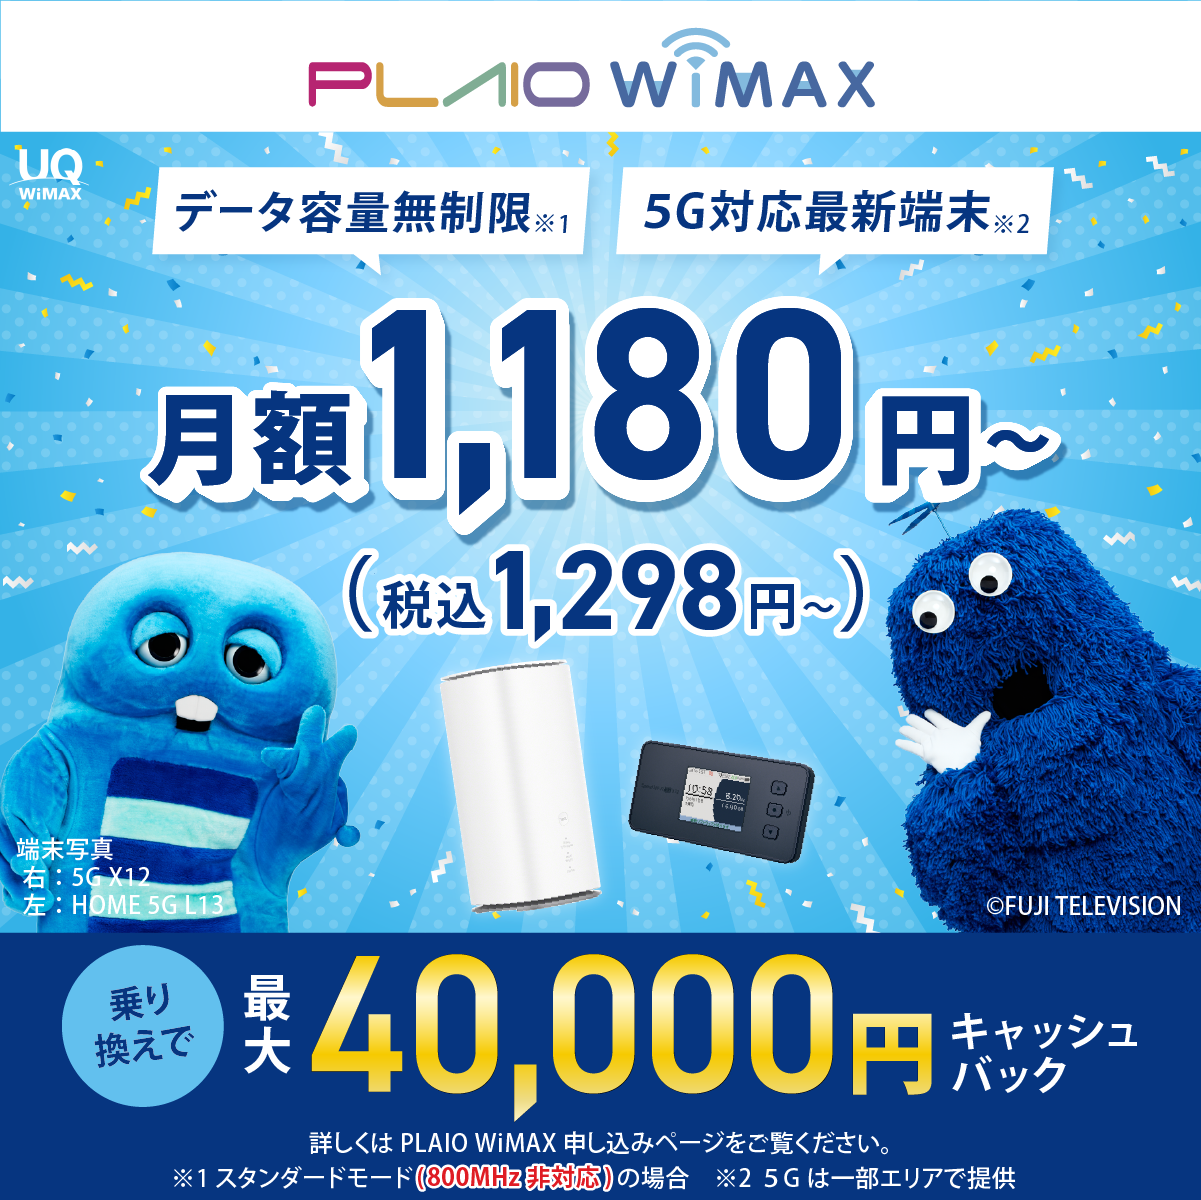 PLAIO WiMAX
UQ
WiMAX
データ容量無制限※1
5G対応最新端末※2
月額1,180円～
(税込1,298円～)
10:58
端末写真
右：5G X12
左：HOME 5G L13
©FUJI TELEVISION
乗り
換えで
最大
40,000円
キャッシュ
バック
詳しくは PLAIO WiMAX 申し込みページをご覧ください。
※1 スタンダードモード(800MHz 非対応)の場合　※2 5Gは一部エリアで提供